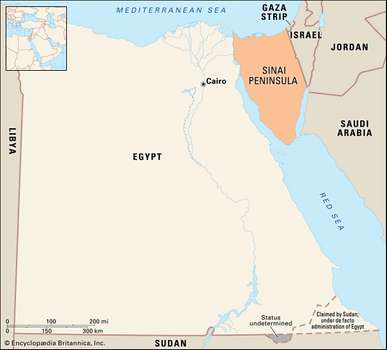 MEDITERRANEAN SEA
GAZA
STRIP
ISRAEL
JORDAN
SINAI
PENINSULA
Cairo
SAUDI
ARABIA
LIBYA
EGYPT
RED SEA
0 100 200 mi
0 150 300 km
Claimed by Sudan;
under de facto
administration of Egypt
Status
undetermined
© Encyclopædia Britannica, Inc.
SUDAN